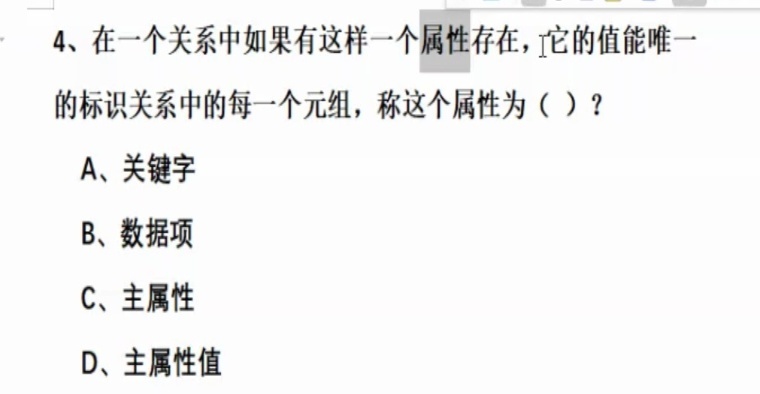 4、在一个关系中如果有这样一个属性存在，它的值能唯一
的标识关系中的每一个元组，称这个属性为（ ）？
A、关键字
B、数据项
C、主属性
D、主属性值